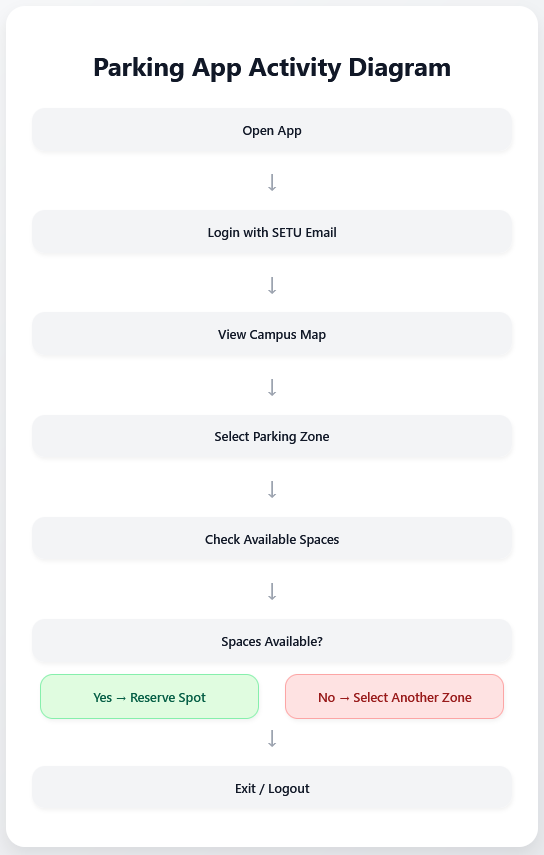 Parking App Activity Diagram
Open App
↓
Login with SETU Email
↓
View Campus Map
↓
Select Parking Zone
↓
Check Available Spaces
↓
Spaces Available?
Yes → Reserve Spot
No → Select Another Zone
↓
Exit / Logout